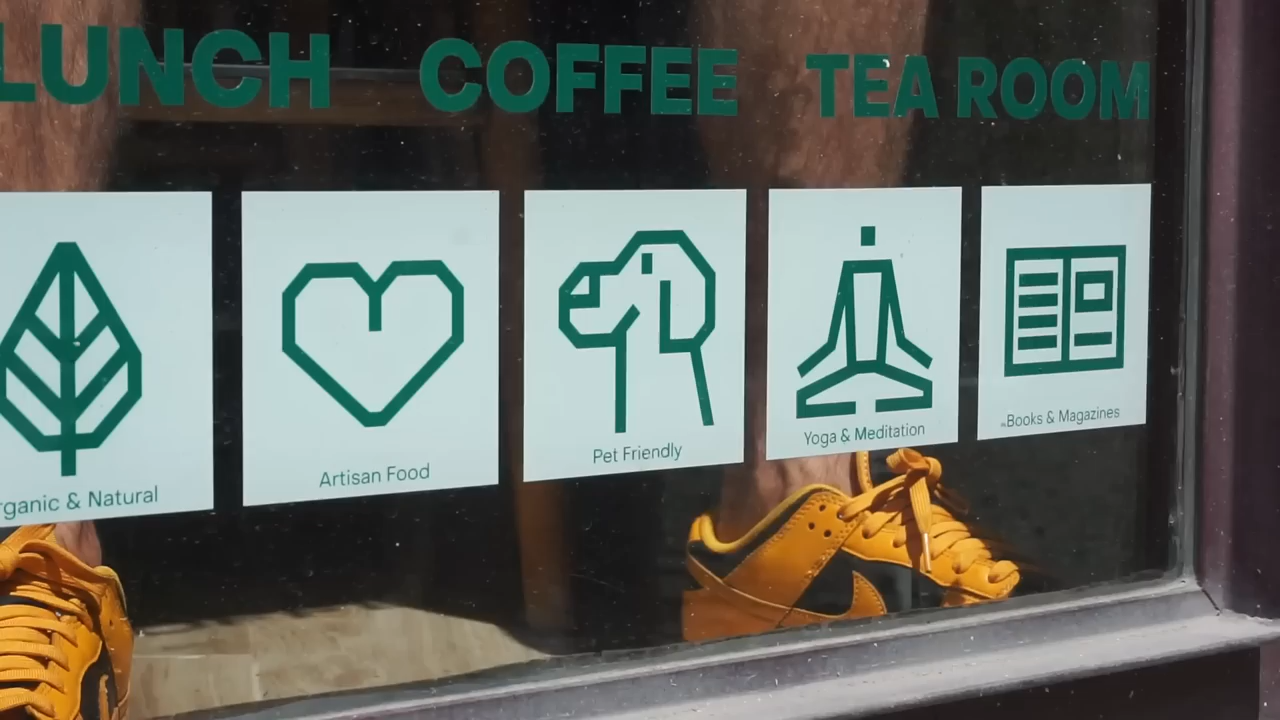 LUNCH COFFEE TEA ROOM
rganic & Natural
Artisan Food
Pet Friendly
Yoga & Meditation
Books & Magazines